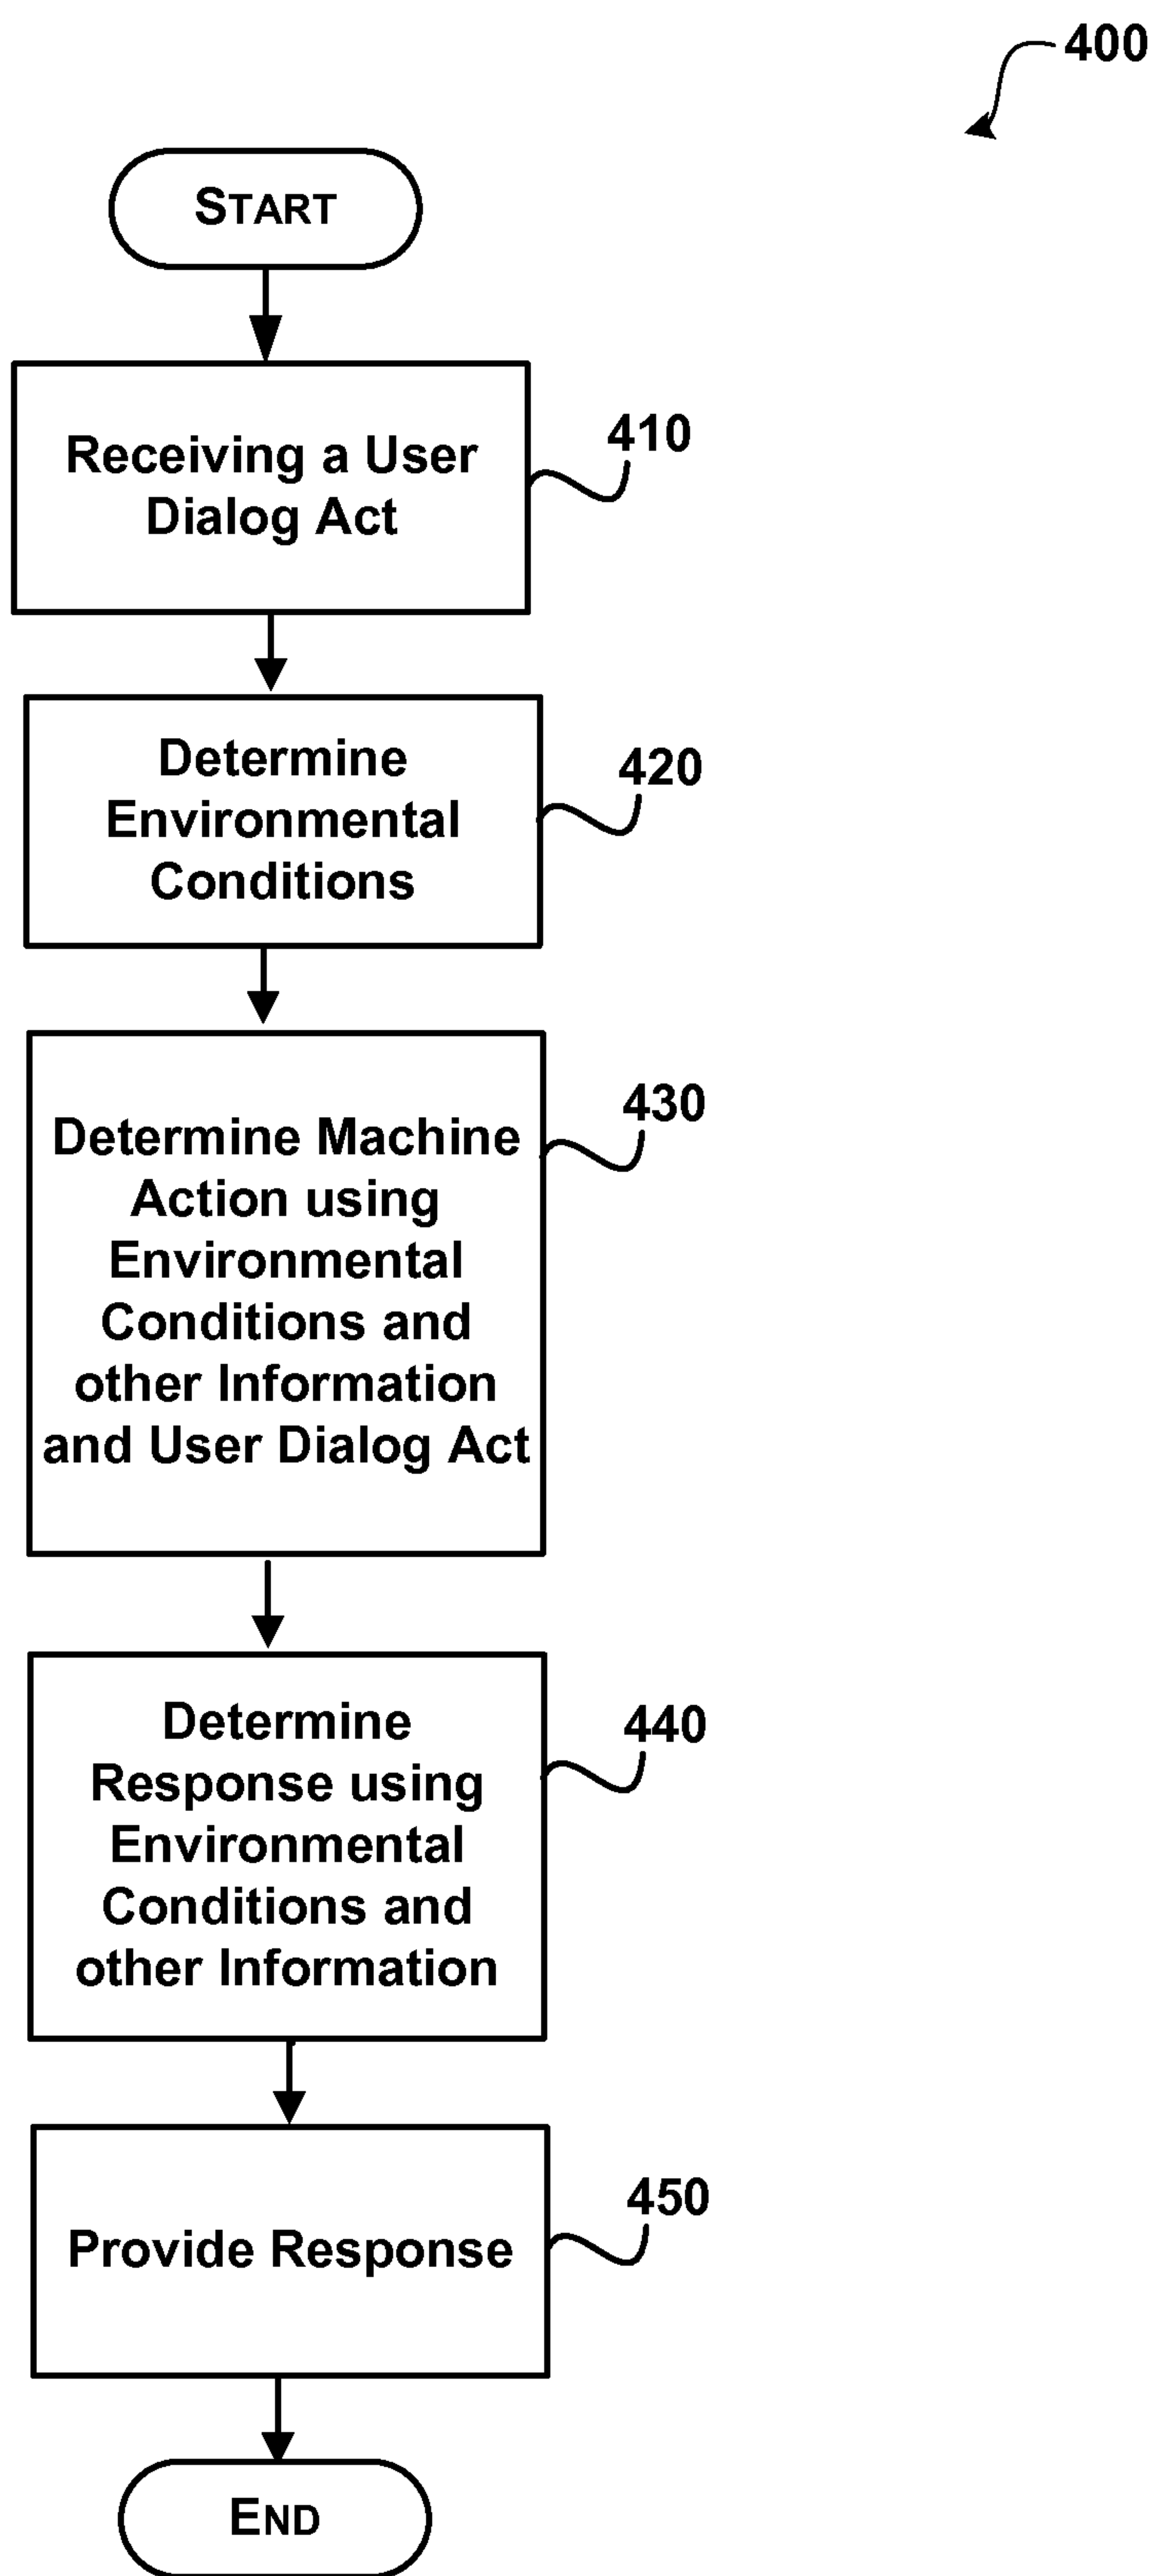 400
START
Receiving a User
Dialog Act
410
Determine
Environmental
Conditions
420
Determine Machine
Action using
Environmental
Conditions and
other Information
and User Dialog Act
430
Determine
Response using
Environmental
Conditions and
other Information
440
Provide Response
450
END